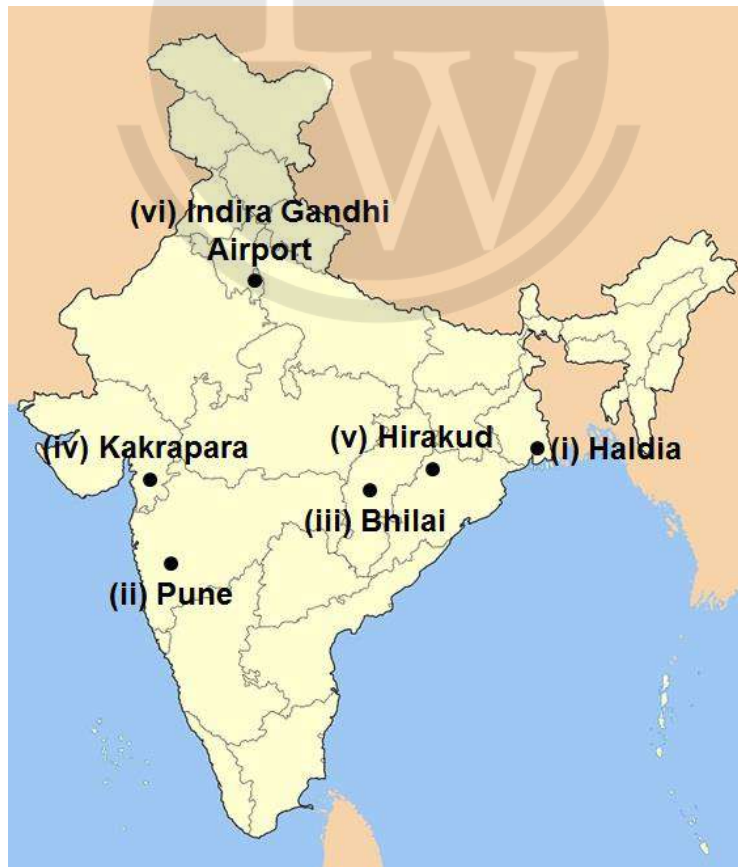 W
(vi) Indira Gandhi
Airport
(v) Hirakud
(iv) Kakrapara
(i) Haldia
(iii) Bhilai
(ii) Pune